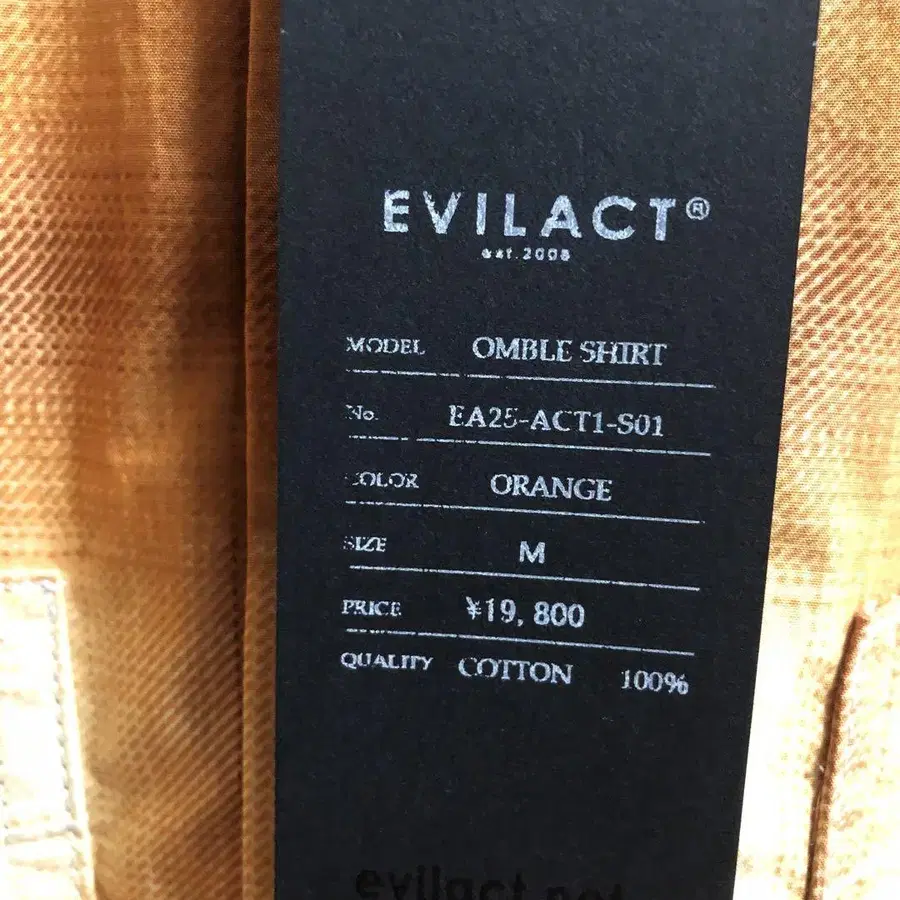 EVILACT®
est.2008
MODEL OMBLE SHIRT
No. EA25-ACT1-S01
COLOR ORANGE
SIZE M
PRICE ¥19,800
QUALITY COTTON 100%
evilact.net